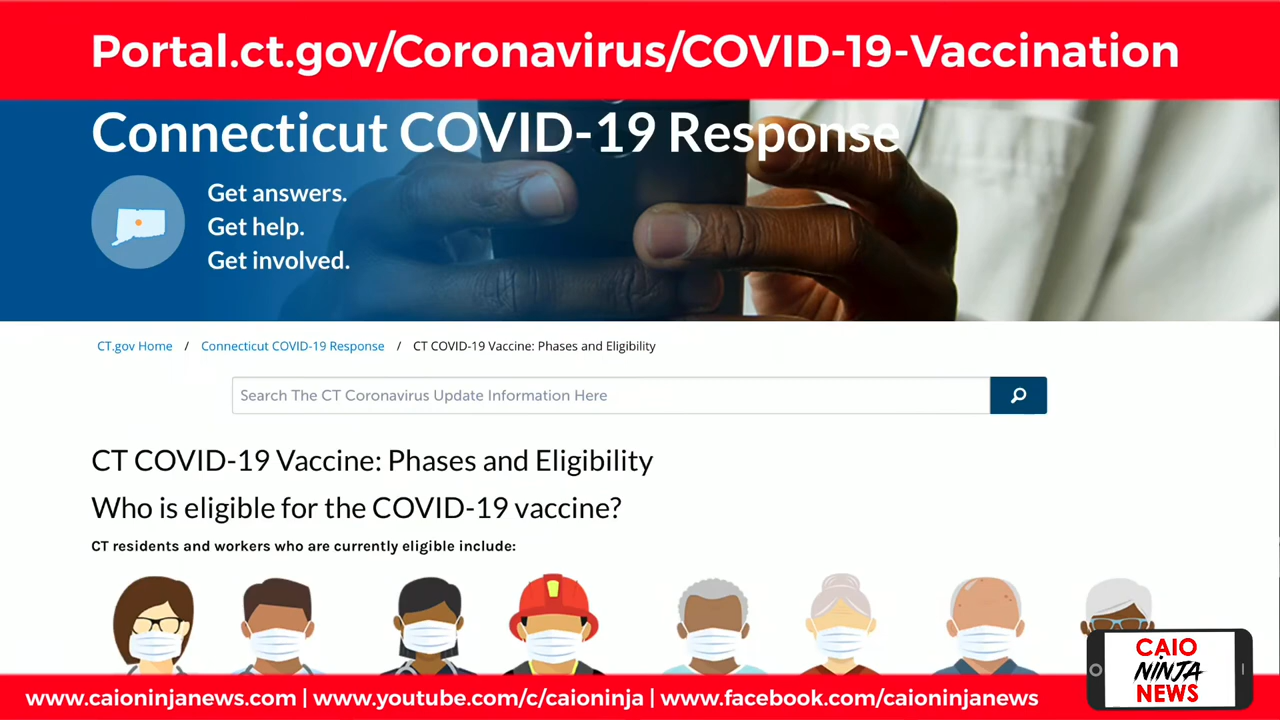 Portal.ct.gov/Coronavirus/COVID-19-Vaccination
Connecticut COVID-19 Response
Get answers.
Get help.
Get involved.
CT.gov Home / Connecticut COVID-19 Response / CT COVID-19 Vaccine: Phases and Eligibility
Search The CT Coronavirus Update Information Here
CT COVID-19 Vaccine: Phases and Eligibility
Who is eligible for the COVID-19 vaccine?
CT residents and workers who are currently eligible include:
CAIO
NINJA
NEWS
www.caioninjanews.com | www.youtube.com/c/caioninja | www.facebook.com/caioninjanews